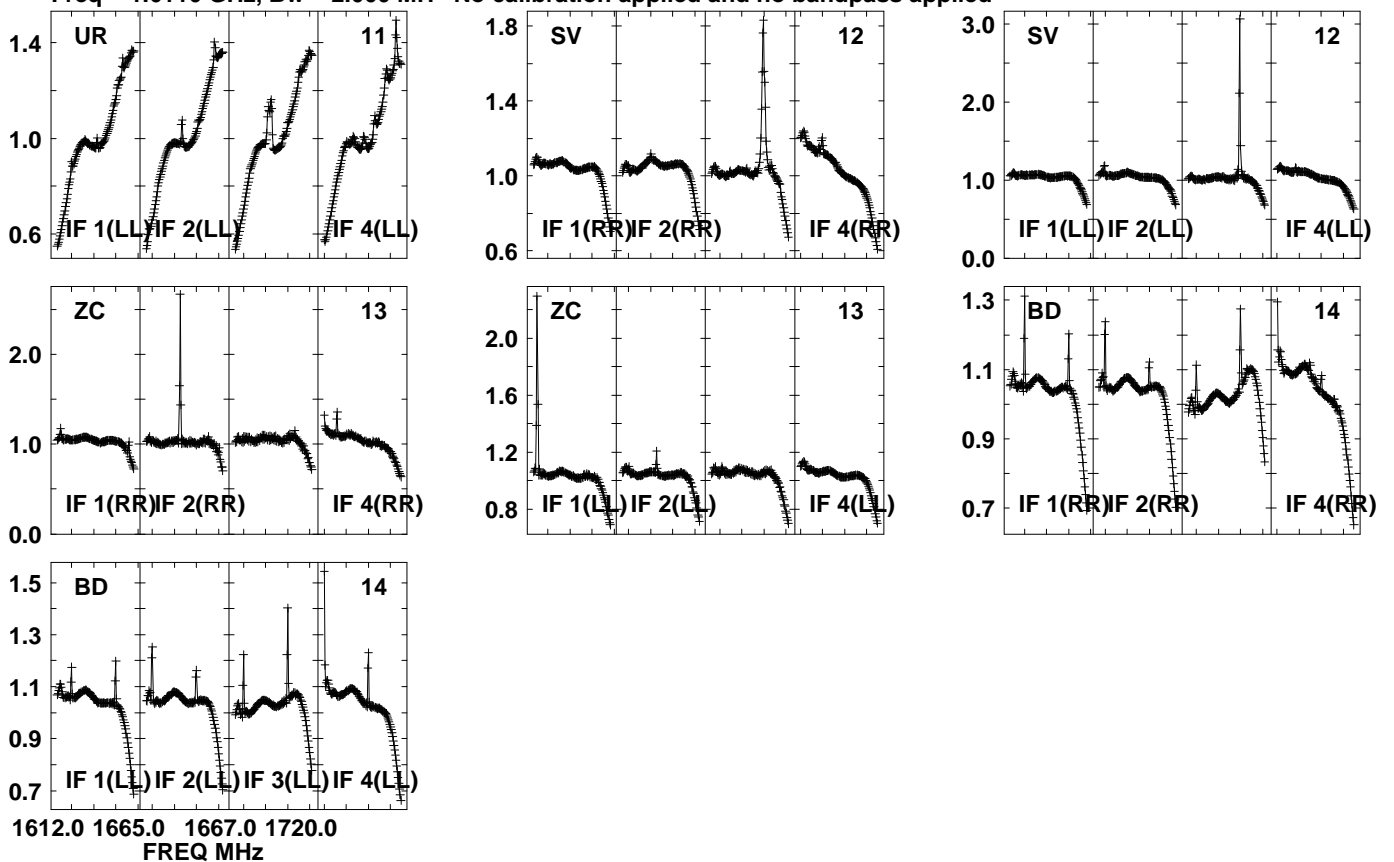 No calibration applied and no bandpass applied
UR 11
1.4
1.0
0.6
IF 1(LL) IF 2(LL) IF 4(LL)
SV 12
1.8
1.4
1.0
0.6
IF 1(RR) IF 2(RR) IF 4(RR)
SV 12
3.0
2.0
1.0
0.0
IF 1(LL) IF 2(LL) IF 4(LL)
ZC 13
2.0
1.0
0.0
IF 1(RR) IF 2(RR) IF 4(RR)
ZC 13
2.0
1.6
1.2
0.8
IF 1(LL) IF 2(LL) IF 4(LL)
BD 14
1.3
1.1
0.9
0.7
IF 1(RR) IF 2(RR) IF 4(RR)
BD 14
1.5
1.3
1.1
0.9
0.7
IF 1(LL) IF 2(LL) IF 3(LL) IF 4(LL)
1612.0 1665.0 1667.0 1720.0
FREQ MHz